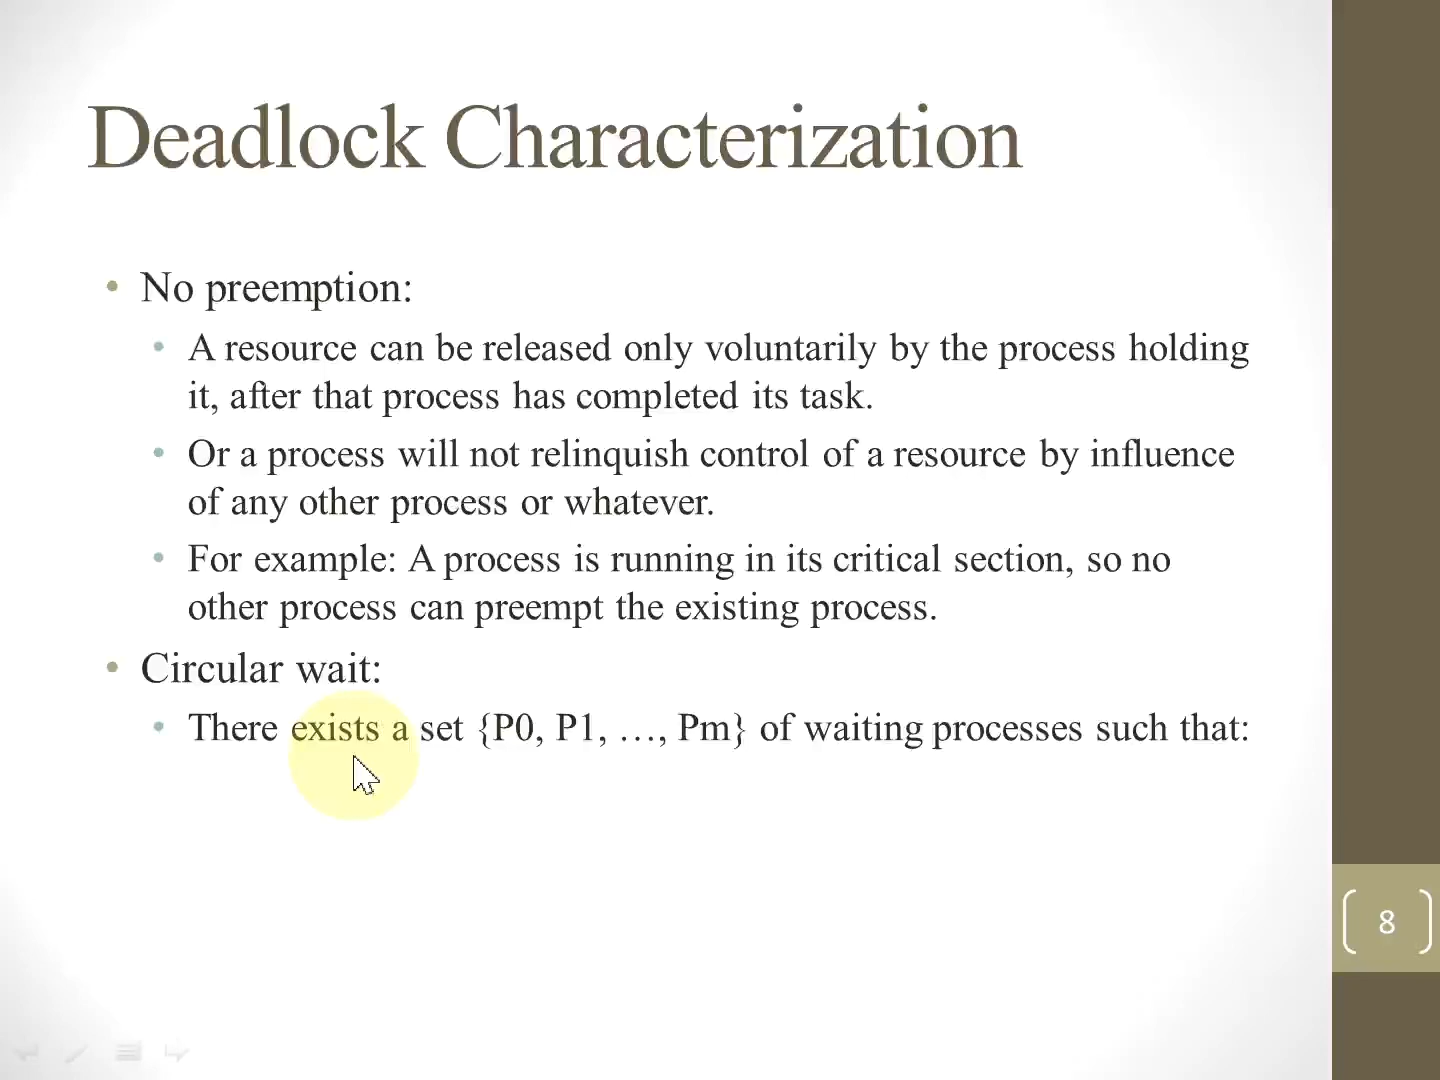 Deadlock Characterization
• No preemption:
• A resource can be released only voluntarily by the process holding
it, after that process has completed its task.
• Or a process will not relinquish control of a resource by influence
of any other process or whatever.
• For example: A process is running in its critical section, so no
other process can preempt the existing process.
• Circular wait:
• There exists a set {P0, P1, …, Pm} of waiting processes such that:
8